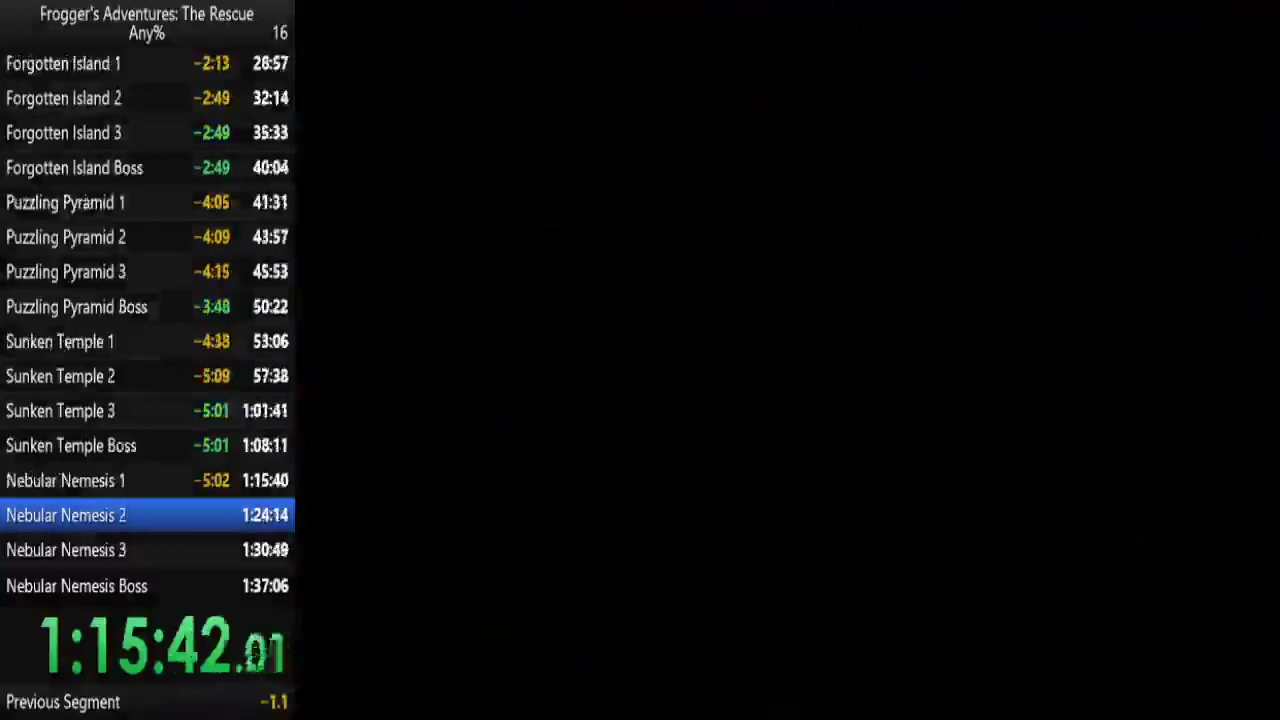 Frogger's Adventures: The Rescue
Any% 16
Forgotten Island 1 -2:13 28:57
Forgotten Island 2 -2:49 32:14
Forgotten Island 3 -2:49 35:33
Forgotten Island Boss -2:49 40:04
Puzzling Pyramid 1 -4:05 41:31
Puzzling Pyramid 2 -4:09 43:57
Puzzling Pyramid 3 -4:15 45:53
Puzzling Pyramid Boss -3:48 50:22
Sunken Temple 1 -4:38 53:06
Sunken Temple 2 -5:09 57:38
Sunken Temple 3 -5:01 1:01:41
Sunken Temple Boss -5:01 1:08:11
Nebular Nemesis 1 -5:02 1:15:40
Nebular Nemesis 2 1:24:14
Nebular Nemesis 3 1:30:49
Nebular Nemesis Boss 1:37:06
1:15:42.01
Previous Segment -1.1